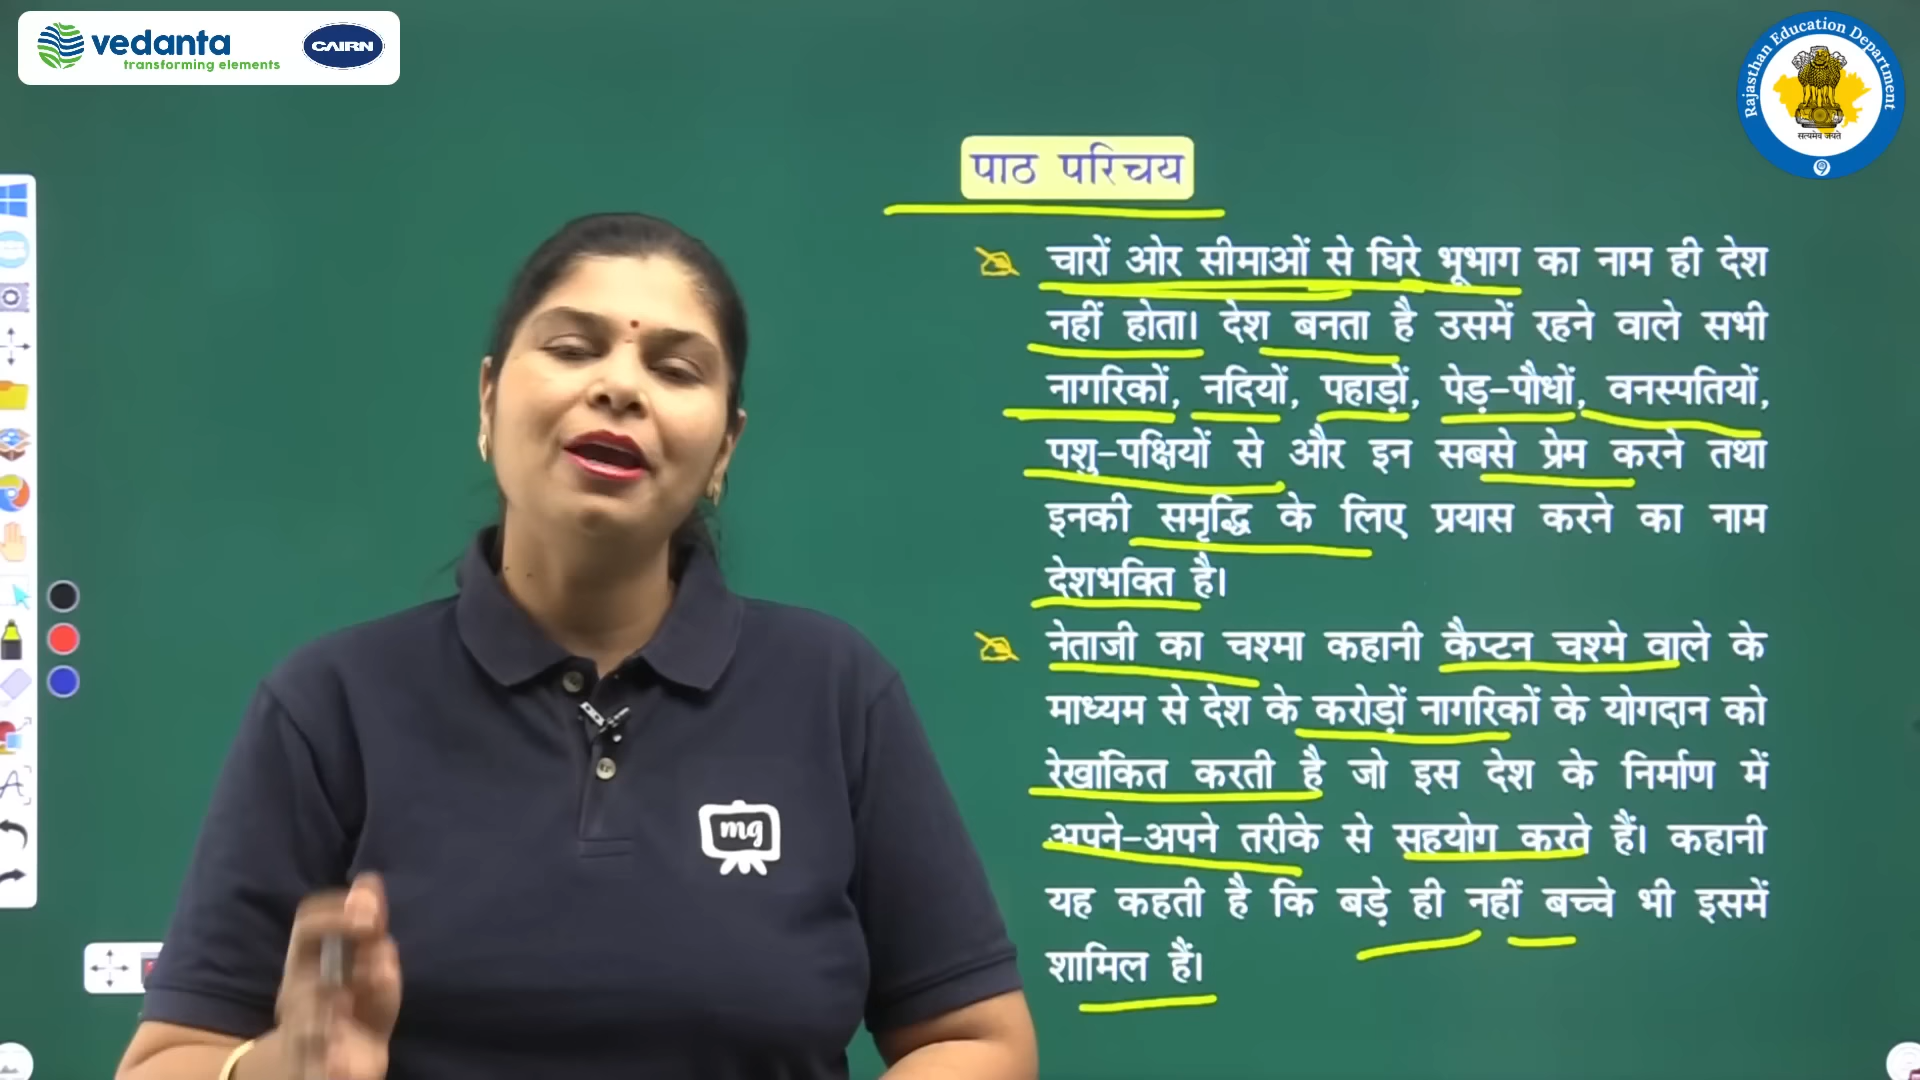 vedanta
transforming elements
CAIRN
Rajasthan Education Department
सत्यमेव जयते
पाठ परिचय
चारों ओर सीमाओं से घिरे भूभाग का नाम ही देश
नहीं होता। देश बनता है उसमें रहने वाले सभी
नागरिकों, नदियों, पहाड़ों, पेड़-पौधों, वनस्पतियों,
पशु-पक्षियों से और इन सबसे प्रेम करने तथा
इनकी समृद्धि के लिए प्रयास करने का नाम
देशभक्ति है।
नेताजी का चश्मा कहानी कैप्टन चश्मे वाले के
माध्यम से देश के करोड़ों नागरिकों के योगदान को
रेखांकित करती है जो इस देश के निर्माण में
अपने-अपने तरीके से सहयोग करते हैं। कहानी
यह कहती है कि बड़े ही नहीं बच्चे भी इसमें
शामिल हैं।
mg